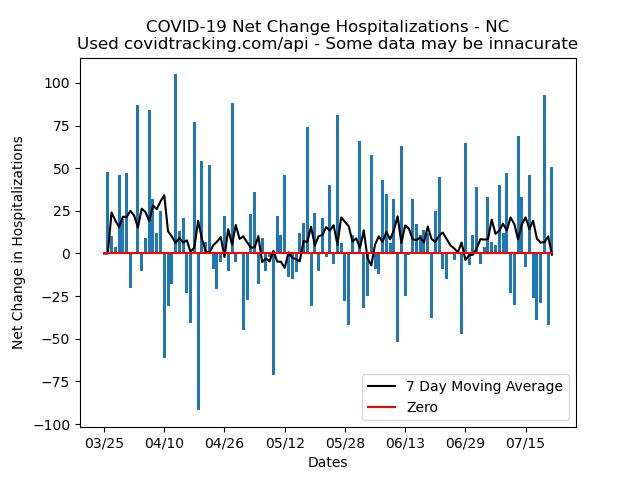 COVID-19 Net Change Hospitalizations - NC
Used covidtracking.com/api - Some data may be innacurate
Net Change in Hospitalizations
100
75
50
25
0
−25
−50
−75
−100
7 Day Moving Average
Zero
03/25 04/10 04/26 05/12 05/28 06/13 06/29 07/15
Dates